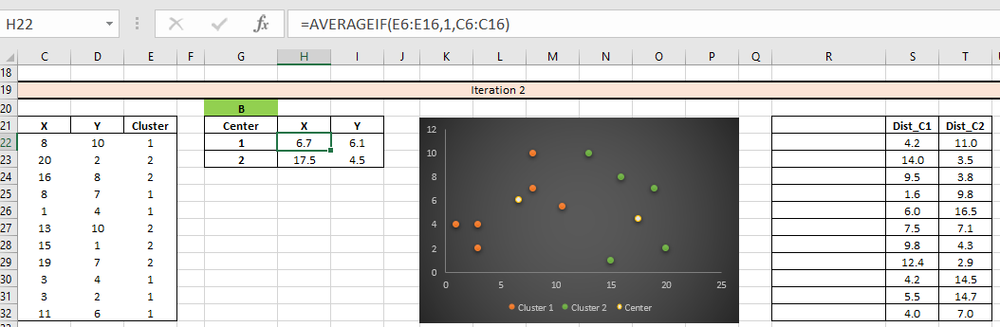 H22 fx =AVERAGEIF(E6:E16,1,C6:C16)
C D E F G H I J K L M N O P Q R S T
18
19 Iteration 2
20 B
21 X Y Cluster Center X Y Dist_C1 Dist_C2
22 8 10 1 1 6.7 6.1 4.2 11.0
23 20 2 2 2 17.5 4.5 14.0 3.5
24 16 8 2 9.5 3.8
25 8 7 1 1.6 9.8
26 1 4 1 6.0 16.5
27 13 10 2 7.5 7.1
28 15 1 2 9.8 4.3
29 19 7 2 12.4 2.9
30 3 4 1 4.2 14.5
31 3 2 1 5.5 14.7
32 11 6 1 4.0 7.0
12
10
8
6
4
2
0
0 5 10 15 20 25
Cluster 1 Cluster 2 Center